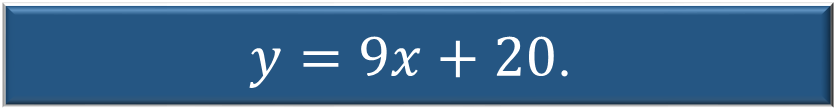 y = 9x + 20.